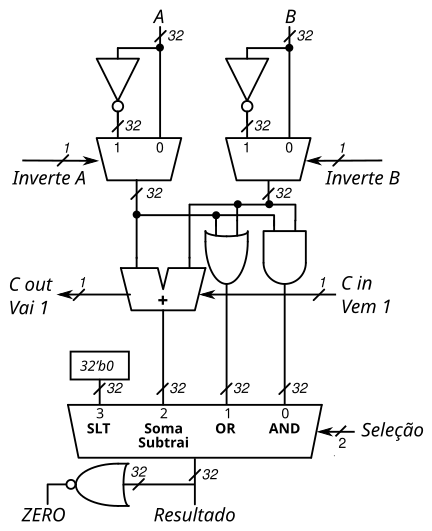 A B
32 32
32 32
1 0 1 0
1 1
Inverte A Inverte B
32 32
C out 1 1 C in
Vai 1 + Vem 1
32'b0
32 32 32 32
3 2 1 0
SLT Soma OR AND
Subtrai
Seleção
2
32 32
ZERO Resultado